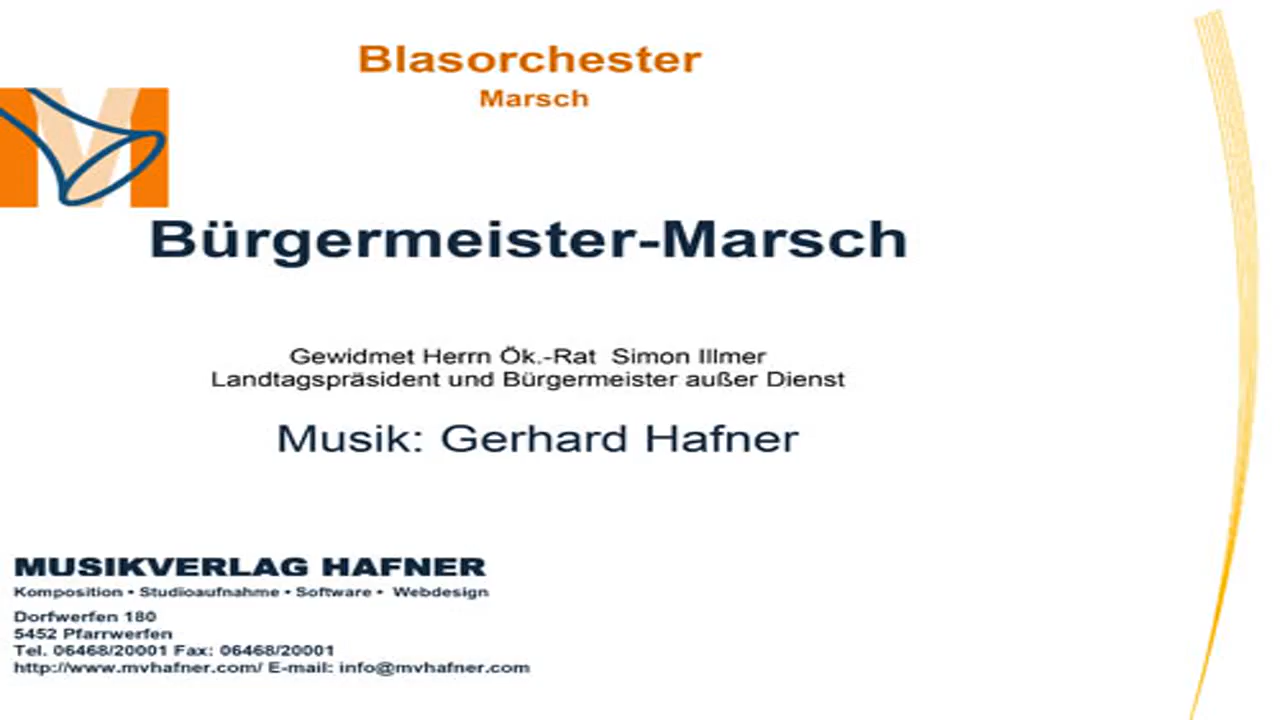 Blasorchester
Marsch
Bürgermeister-Marsch
Gewidmet Herrn Ök.-Rat Simon Illmer
Landtagspräsident und Bürgermeister außer Dienst
Musik: Gerhard Hafner
MUSIKVERLAG HAFNER
Komposition • Studioaufnahme • Software • Webdesign
Dorfwerfen 180
5452 Pfarrwerfen
Tel. 06468/20001 Fax: 06468/20001
http://www.mvhafner.com/ E-mail: info@mvhafner.com